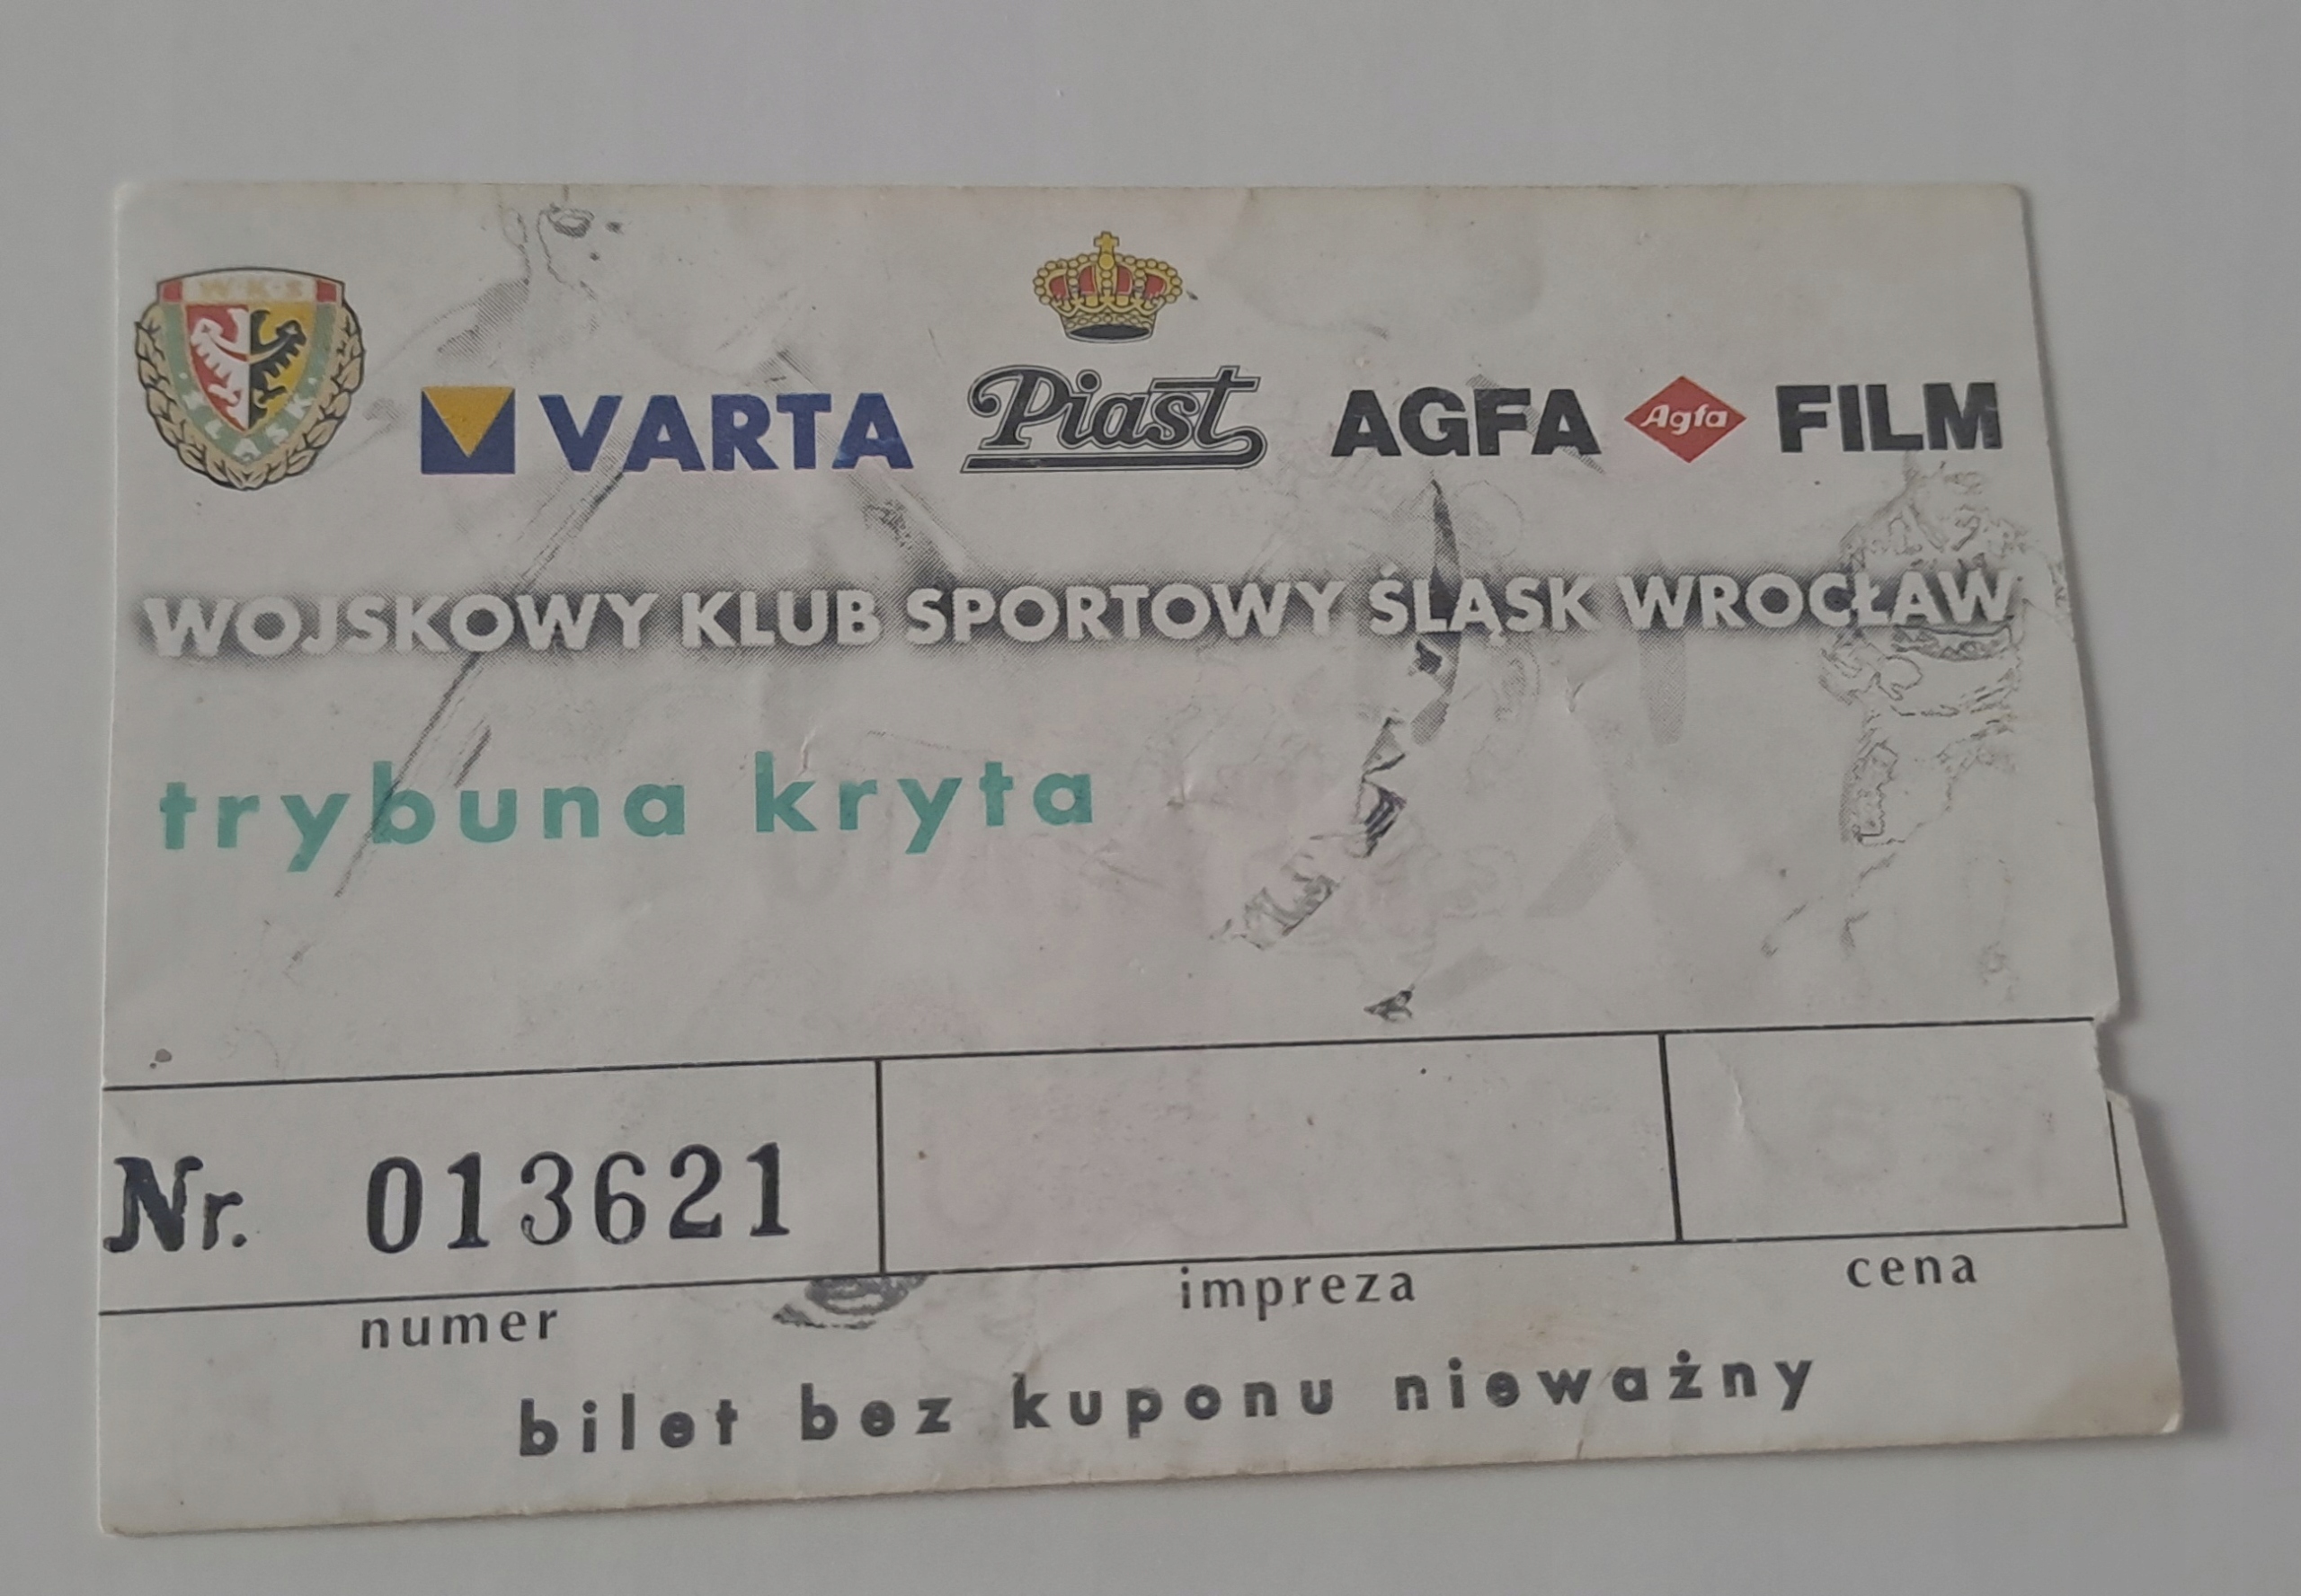 W·K·S
ŚLĄSK
VARTA Piast AGFA Agfa FILM
WOJSKOWY KLUB SPORTOWY ŚLĄSK WROCŁAW
trybuna kryta
Nr. 013621
numer impreza cena
bilet bez kuponu nieważny